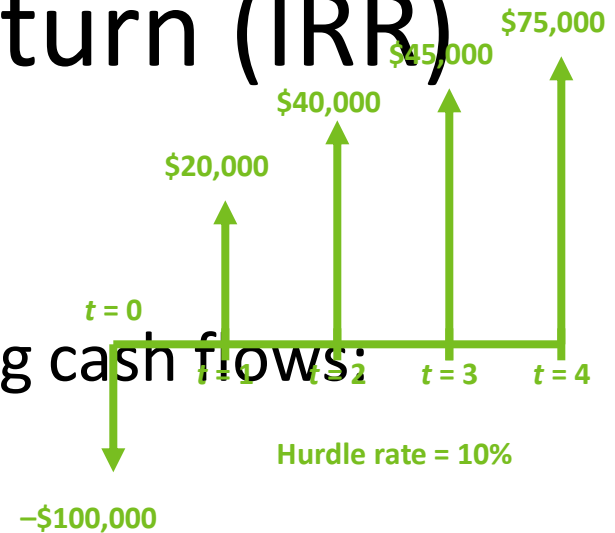 turn (IRR)
$75,000
$45,000
$40,000
$20,000
t = 0
g cash flows:
t = 1
t = 2
t = 3
t = 4
Hurdle rate = 10%
–$100,000